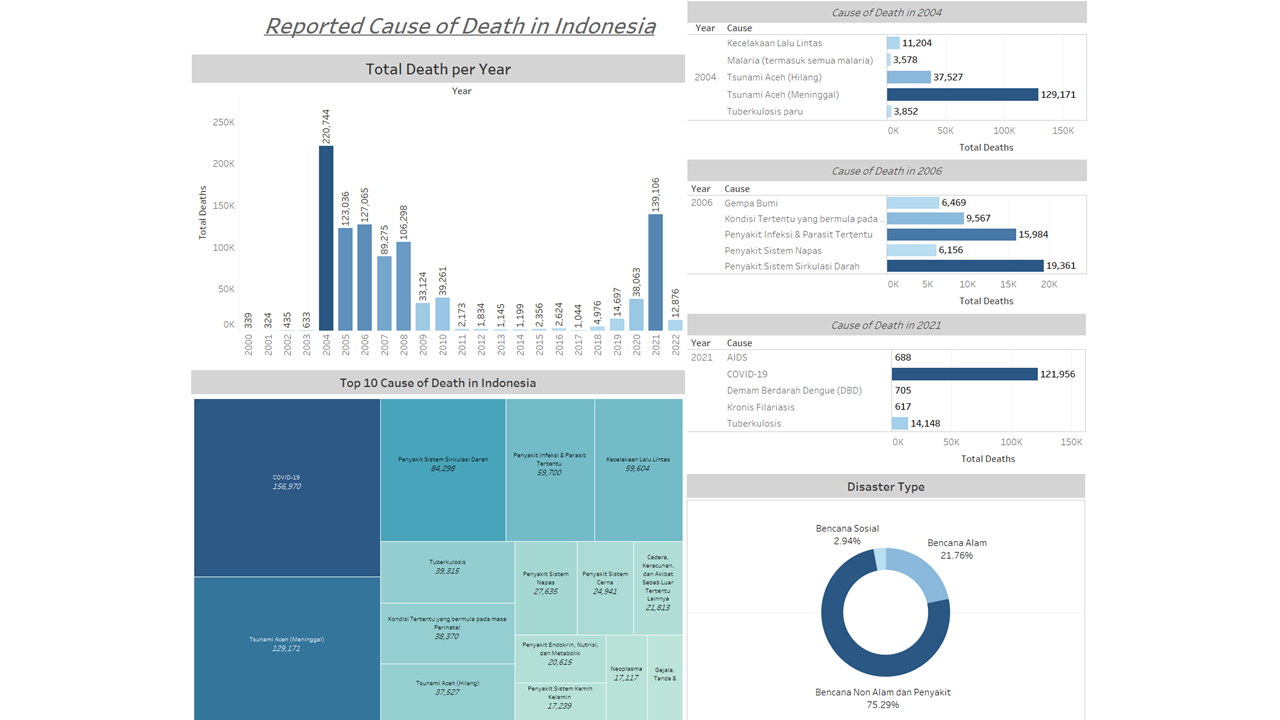 Reported Cause of Death in Indonesia
Total Death per Year
Year
Total Deaths
250K
200K
150K
100K
50K
0K
339
324
435
633
220,744
123,036
127,065
89,275
106,298
33,124
39,261
2,173
1,834
1,145
1,199
2,356
2,624
1,044
4,976
14,697
38,063
139,106
12,876
2000
2001
2002
2003
2004
2005
2006
2007
2008
2009
2010
2011
2012
2013
2014
2015
2016
2017
2018
2019
2020
2021
2022
Top 10 Cause of Death in Indonesia
COVID-19
156,970
Tsunami Aceh (Meninggal)
129,171
Penyakit Sistem Sirkulasi Darah
84,298
Penyakit Infeksi & Parasit
Tertentu
59,700
Kecelakaan Lalu Lintas
59,604
Tuberkulosis
39,315
Kondisi Tertentu yang bermula pada masa
Perinatal
38,370
Tsunami Aceh (Hilang)
37,527
Penyakit Sistem
Napas
27,635
Penyakit Sistem
Cerna
24,941
Cedera,
Keracunan,
dan Akibat
Sebab Luar
Tertentu
Lainnya
21,813
Penyakit Endokrin, Nutrisi,
dan Metabolik
20,615
Penyakit Sistem Kemih
Kelamin
17,239
Neoplasma
17,117
Gejala,
Tanda &
Cause of Death in 2004
Year Cause
Kecelakaan Lalu Lintas 11,204
Malaria (termasuk semua malaria) 3,578
2004 Tsunami Aceh (Hilang) 37,527
Tsunami Aceh (Meninggal) 129,171
Tuberkulosis paru 3,852
0K 50K 100K 150K
Total Deaths
Cause of Death in 2006
Year Cause
2006 Gempa Bumi 6,469
Kondisi Tertentu yang bermula pada .. 9,567
Penyakit Infeksi & Parasit Tertentu 15,984
Penyakit Sistem Napas 6,156
Penyakit Sistem Sirkulasi Darah 19,361
0K 5K 10K 15K 20K
Total Deaths
Cause of Death in 2021
Year Cause
2021 AIDS 688
COVID-19 121,956
Demam Berdarah Dengue (DBD) 705
Kronis Filariasis 617
Tuberkulosis 14,148
0K 50K 100K 150K
Total Deaths
Disaster Type
Bencana Sosial
2.94%
Bencana Alam
21.76%
Bencana Non Alam dan Penyakit
75.29%